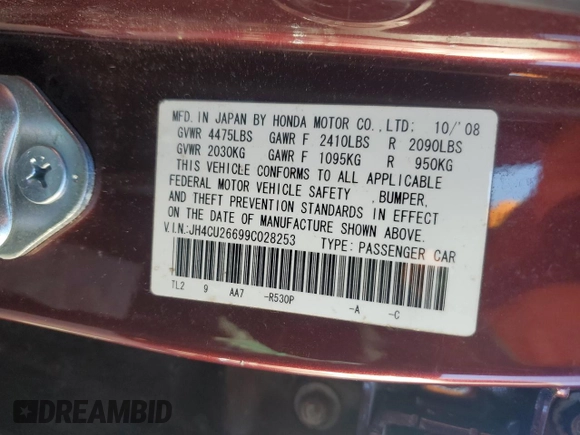 MFD. IN JAPAN BY HONDA MOTOR CO.,LTD: 10/'08
GVWR 4475LBS GAWR F 2410LBS R 2090LBS
GVWR 2030KG GAWR F 1095KG R 950KG
THIS VEHICLE CONFORMS TO ALL APPLICABLE
FEDERAL MOTOR VEHICLE SAFETY ,BUMPER,
AND THEFT PREVENTION STANDARDS IN EFFECT
ON THE DATE OF MANUFACTURE SHOWN ABOVE.
V.I.N.:JH4CU26699C028253 TYPE: PASSENGER CAR
TL2 9 AA7 -R530P -A -C
DREAMBID